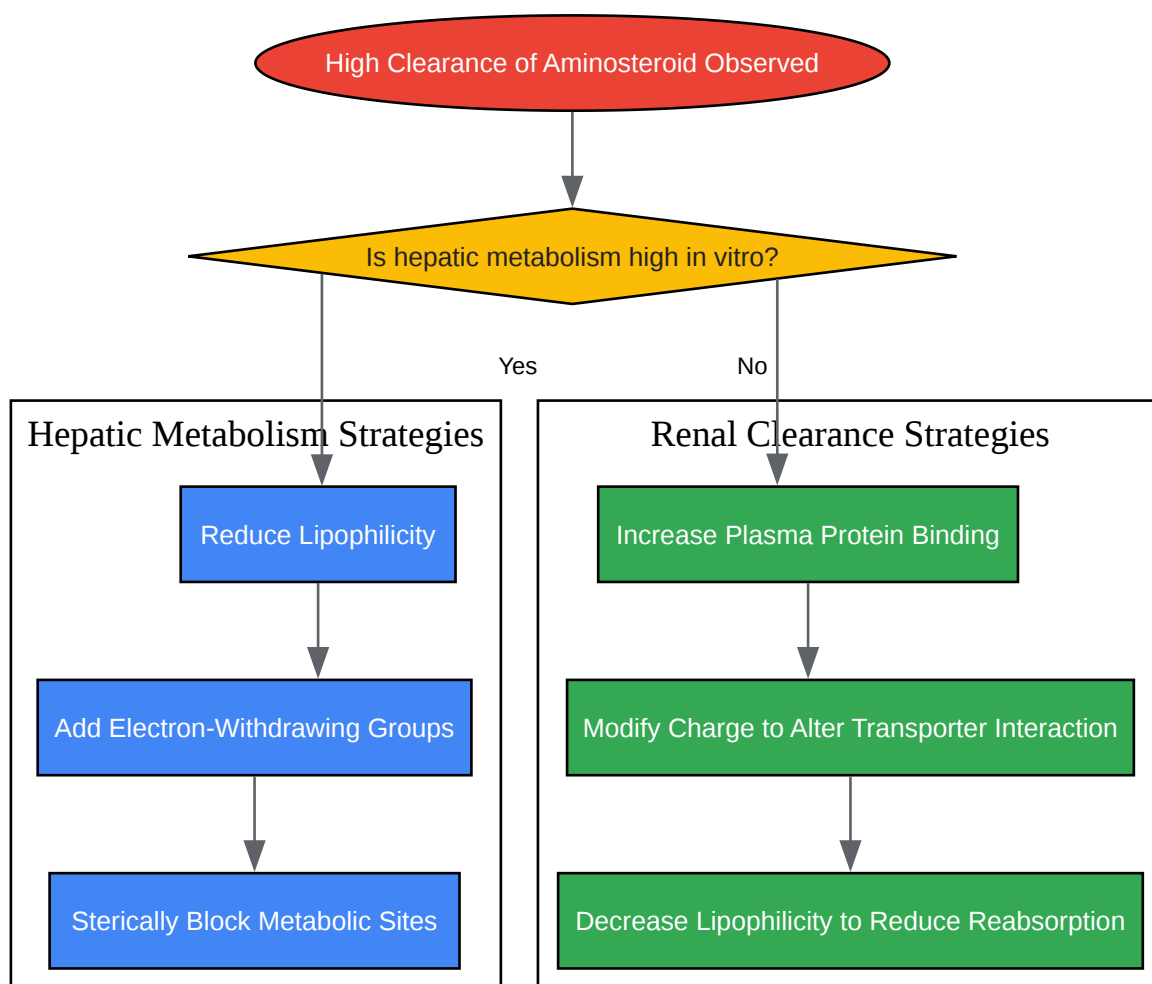 High Clearance of Aminosteroid Observed
Is hepatic metabolism high in vitro?
Yes
No
Hepatic Metabolism Strategies
Reduce Lipophilicity
Add Electron-Withdrawing Groups
Sterically Block Metabolic Sites
Renal Clearance Strategies
Increase Plasma Protein Binding
Modify Charge to Alter Transporter Interaction
Decrease Lipophilicity to Reduce Reabsorption